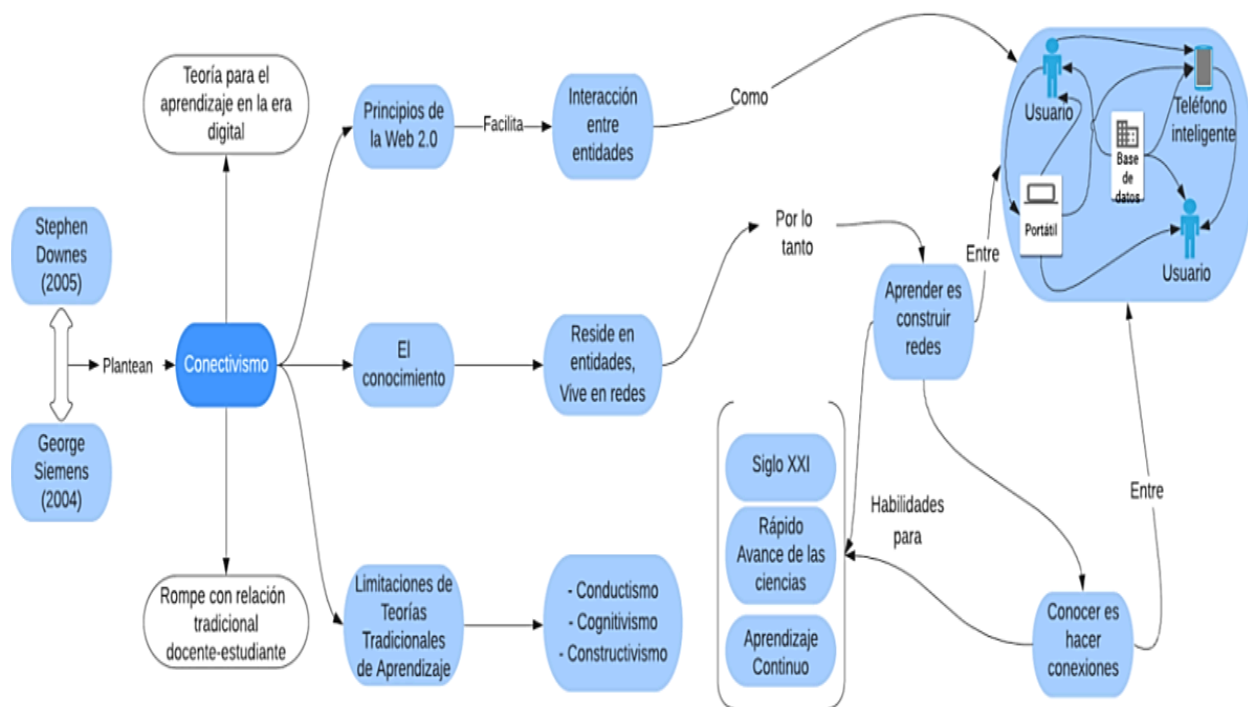 Teoría para el
aprendizaje en la era
digital
Stephen
Downes
(2005)
Plantean
George
Siemens
(2004)
Conectivismo
Rompe con relación
tradicional
docente-estudiante
Principios de
la Web 2.0
Facilita
Interacción
entre
entidades
Como
El
conocimiento
Reside en
entidades,
Vive en redes
Por lo
tanto
Aprender es
construir
redes
Entre
Limitaciones de
Teorías
Tradicionales
de Aprendizaje
- Conductismo
- Cognitivismo
- Constructivismo
Siglo XXI
Rápido
Avance de las
ciencias
Aprendizaje
Continuo
Habilidades
para
Conocer es
hacer
conexiones
Entre
Usuario
Teléfono
inteligente
Base
de
datos
Portátil
Usuario